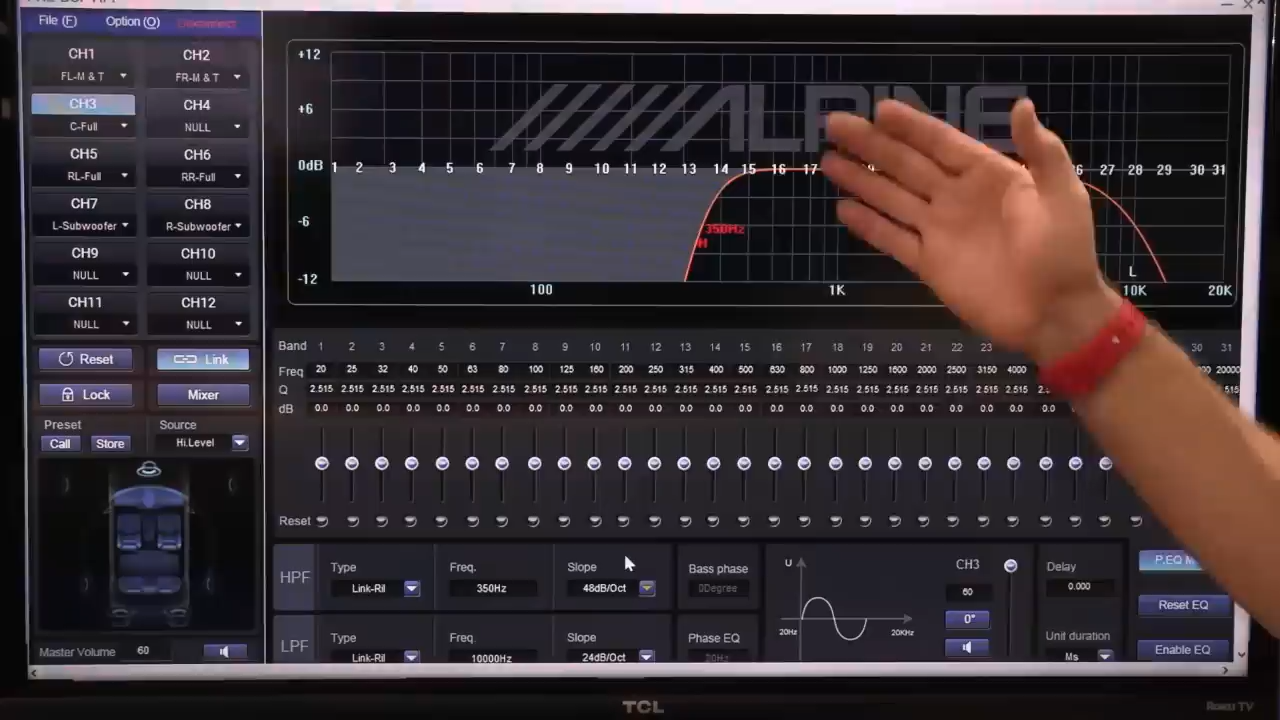 File (F) Option (O) Disconnect
CH1 CH2
FL-M & T FR-M & T
CH3 CH4
C-Full NULL
CH5 CH6
RL-Full RR-Full
CH7 CH8
L-Subwoofer R-Subwoofer
CH9 CH10
NULL NULL
CH11 CH12
NULL NULL
Reset Link
Lock Mixer
Preset Source
Call Store Hi.Level
Master Volume 60
ALPINE
+12
+6
0dB 1 2 3 4 5 6 7 8 9 10 11 12 13 14 15 16 17 27 28 29 30 31
-6 350Hz
H
-12 L
100 1K 10K 20K
Band 1 2 3 4 5 6 7 8 9 10 11 12 13 14 15 16 17 18 19 20 21 22 23 30 31
Freq 20 25 32 40 50 63 80 100 125 160 200 250 315 400 500 630 800 1000 1250 1600 2000 2500 3150 4000 20000
Q 2.515 2.515 2.515 2.515 2.515 2.515 2.515 2.515 2.515 2.515 2.515 2.515 2.515 2.515 2.515 2.515 2.515 2.515 2.515 2.515 2.515 2.515 2.515 2.515 2.515
dB 0.0 0.0 0.0 0.0 0.0 0.0 0.0 0.0 0.0 0.0 0.0 0.0 0.0 0.0 0.0 0.0 0.0 0.0 0.0 0.0 0.0 0.0 0.0 0.0 0.0
Reset
HPF Type Freq. Slope Bass phase
Link-Ril 350Hz 48dB/Oct 0Degree
LPF Type Freq. Slope Phase EQ
Link-Ril 10000Hz 24dB/Oct 20Hz
U CH3
60
20Hz 20KHz 0°
Delay
0.000
Unit duration
Ms
P.EQ M
Reset EQ
Enable EQ
TCL
Roku TV